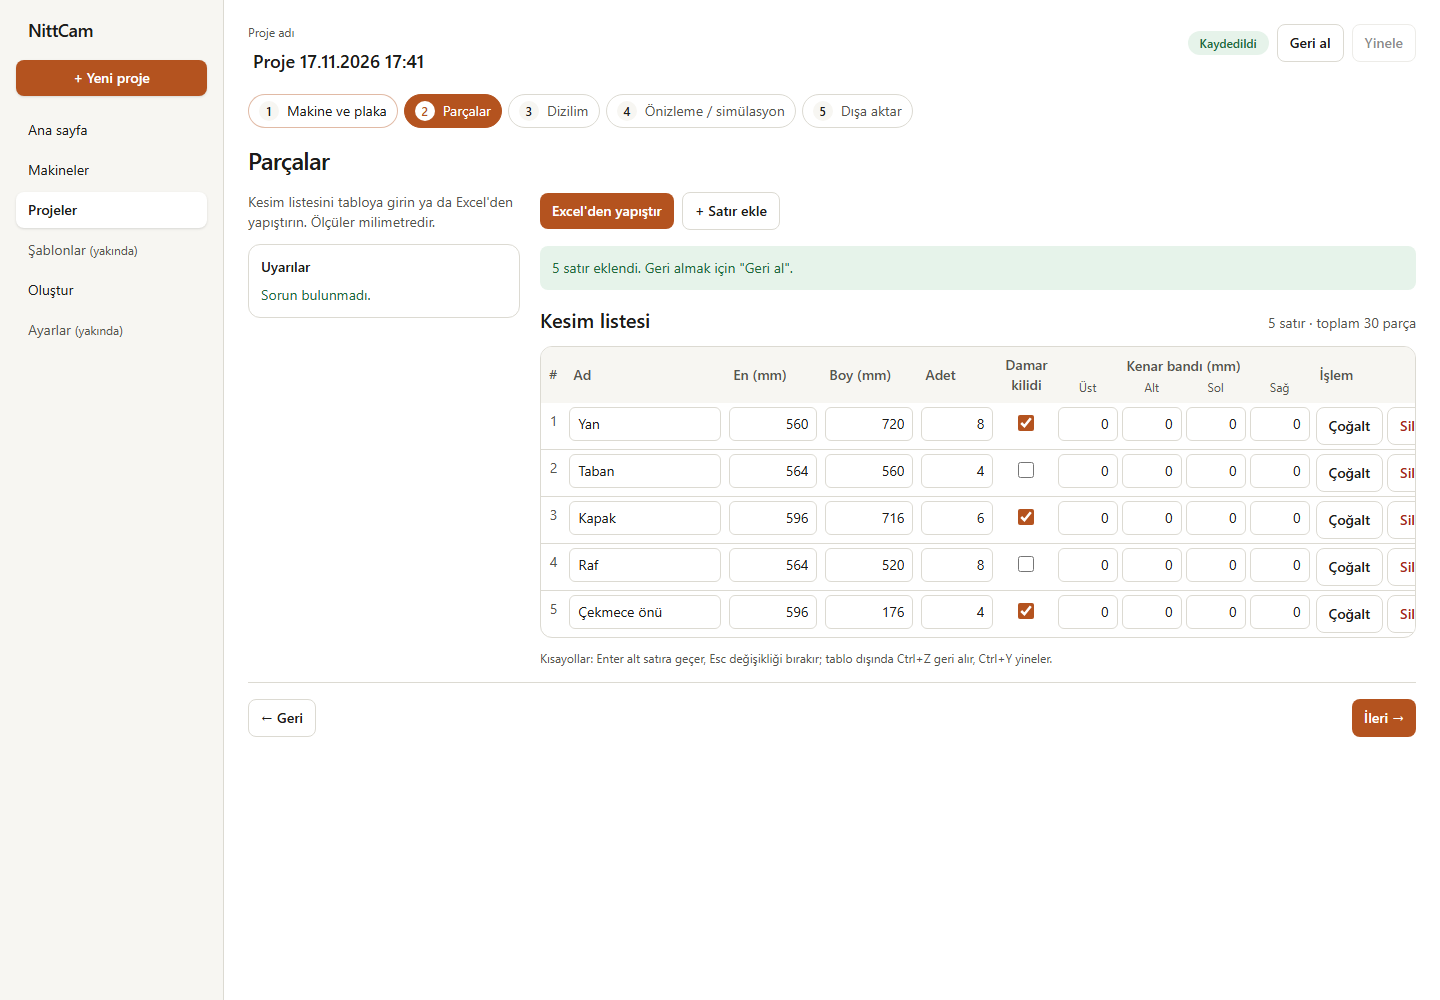 NittCam
+ Yeni proje
Ana sayfa
Makineler
Projeler
Şablonlar (yakında)
Oluştur
Ayarlar (yakında)
Proje adı
Proje 17.11.2026 17:41
Kaydedildi
Geri al
Yinele
1 Makine ve plaka
2 Parçalar
3 Dizilim
4 Önizleme / simülasyon
5 Dışa aktar
Parçalar
Kesim listesini tabloya girin ya da Excel'den
yapıştırın. Ölçüler milimetredir.
Uyarılar
Sorun bulunmadı.
Excel'den yapıştır
+ Satır ekle
5 satır eklendi. Geri almak için "Geri al".
Kesim listesi
5 satır · toplam 30 parça
# Ad En (mm) Boy (mm) Adet Damar kilidi Kenar bandı (mm) İşlem
Üst Alt Sol Sağ
1 Yan 560 720 8 0 0 0 0 Çoğalt Sil
2 Taban 564 560 4 0 0 0 0 Çoğalt Sil
3 Kapak 596 716 6 0 0 0 0 Çoğalt Sil
4 Raf 564 520 8 0 0 0 0 Çoğalt Sil
5 Çekmece önü 596 176 4 0 0 0 0 Çoğalt Sil
Kısayollar: Enter alt satıra geçer, Esc değişikliği bırakır; tablo dışında Ctrl+Z geri alır, Ctrl+Y yineler.
← Geri
İleri →